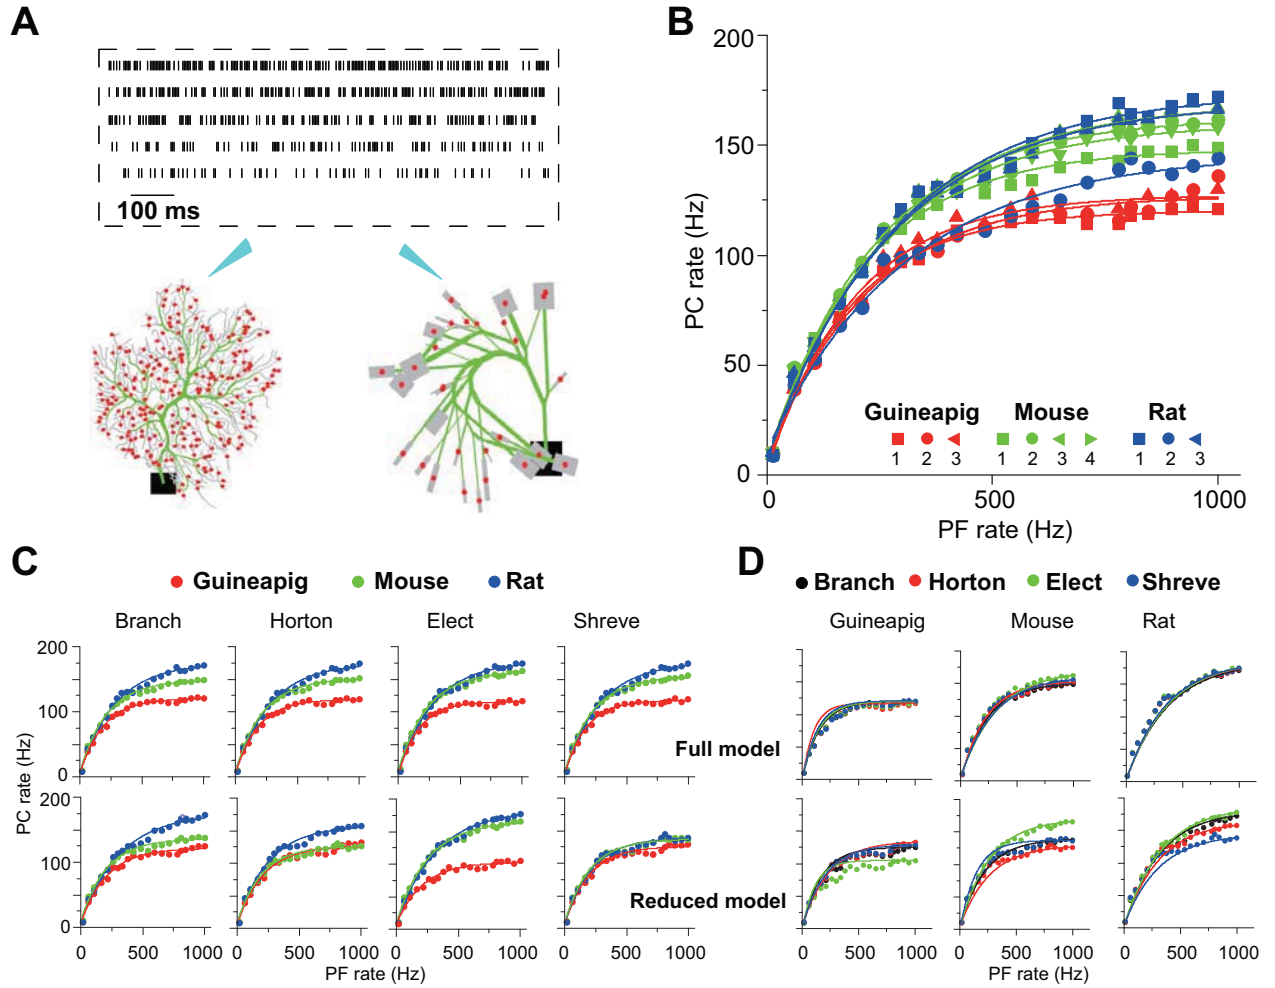 A
100 ms
B
200
150
100
50
0
PC rate (Hz)
Guineapig Mouse Rat
1 2 3 1 2 3 4 1 2 3
0 500 1000
PF rate (Hz)
C
Guineapig Mouse Rat
Branch Horton Elect Shreve
200
100
0
200
100
0
PC rate (Hz)
0 500 1000 0 500 1000 0 500 1000 0 500 1000
PF rate (Hz)
D
Branch Horton Elect Shreve
Guineapig Mouse Rat
Full model
Reduced model
0 500 1000 0 500 1000 0 500 1000
PF rate (Hz)